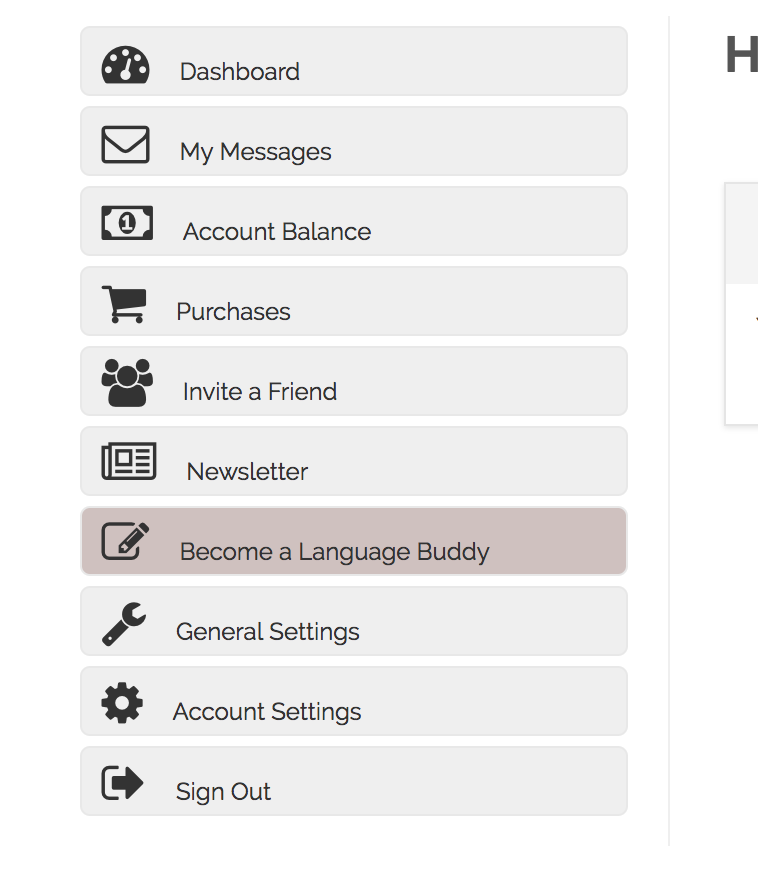 Dashboard
My Messages
1
Account Balance
Purchases
Invite a Friend
Newsletter
Become a Language Buddy
General Settings
Account Settings
Sign Out
H